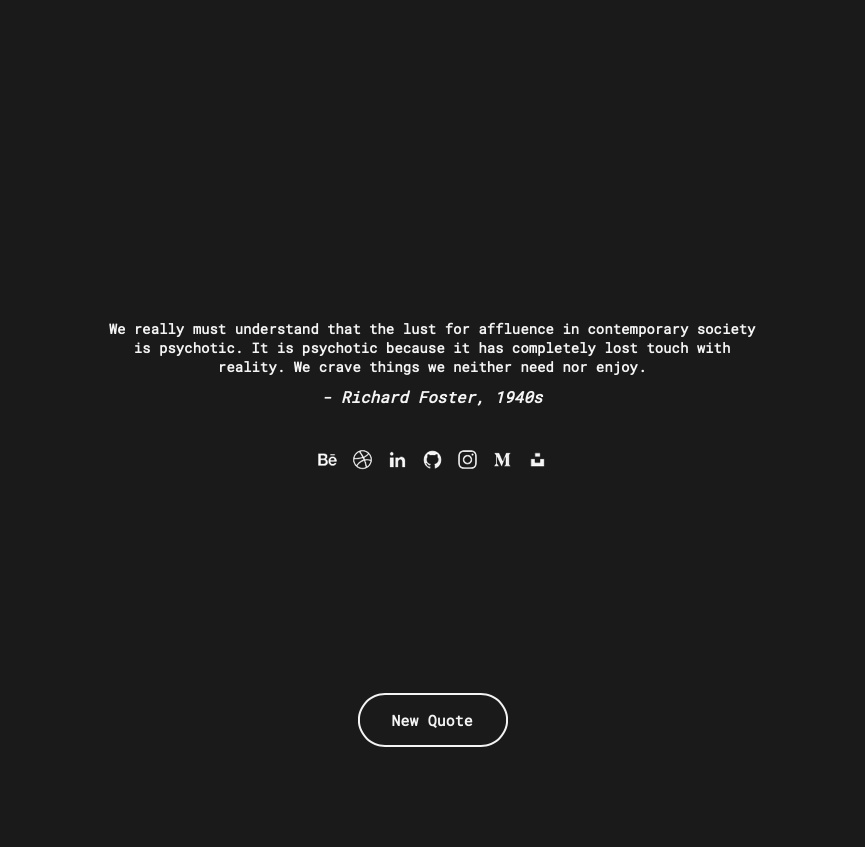 We really must understand that the lust for affluence in contemporary society
is psychotic. It is psychotic because it has completely lost touch with
reality. We crave things we neither need nor enjoy.
- Richard Foster, 1940s
Bē in M
New Quote